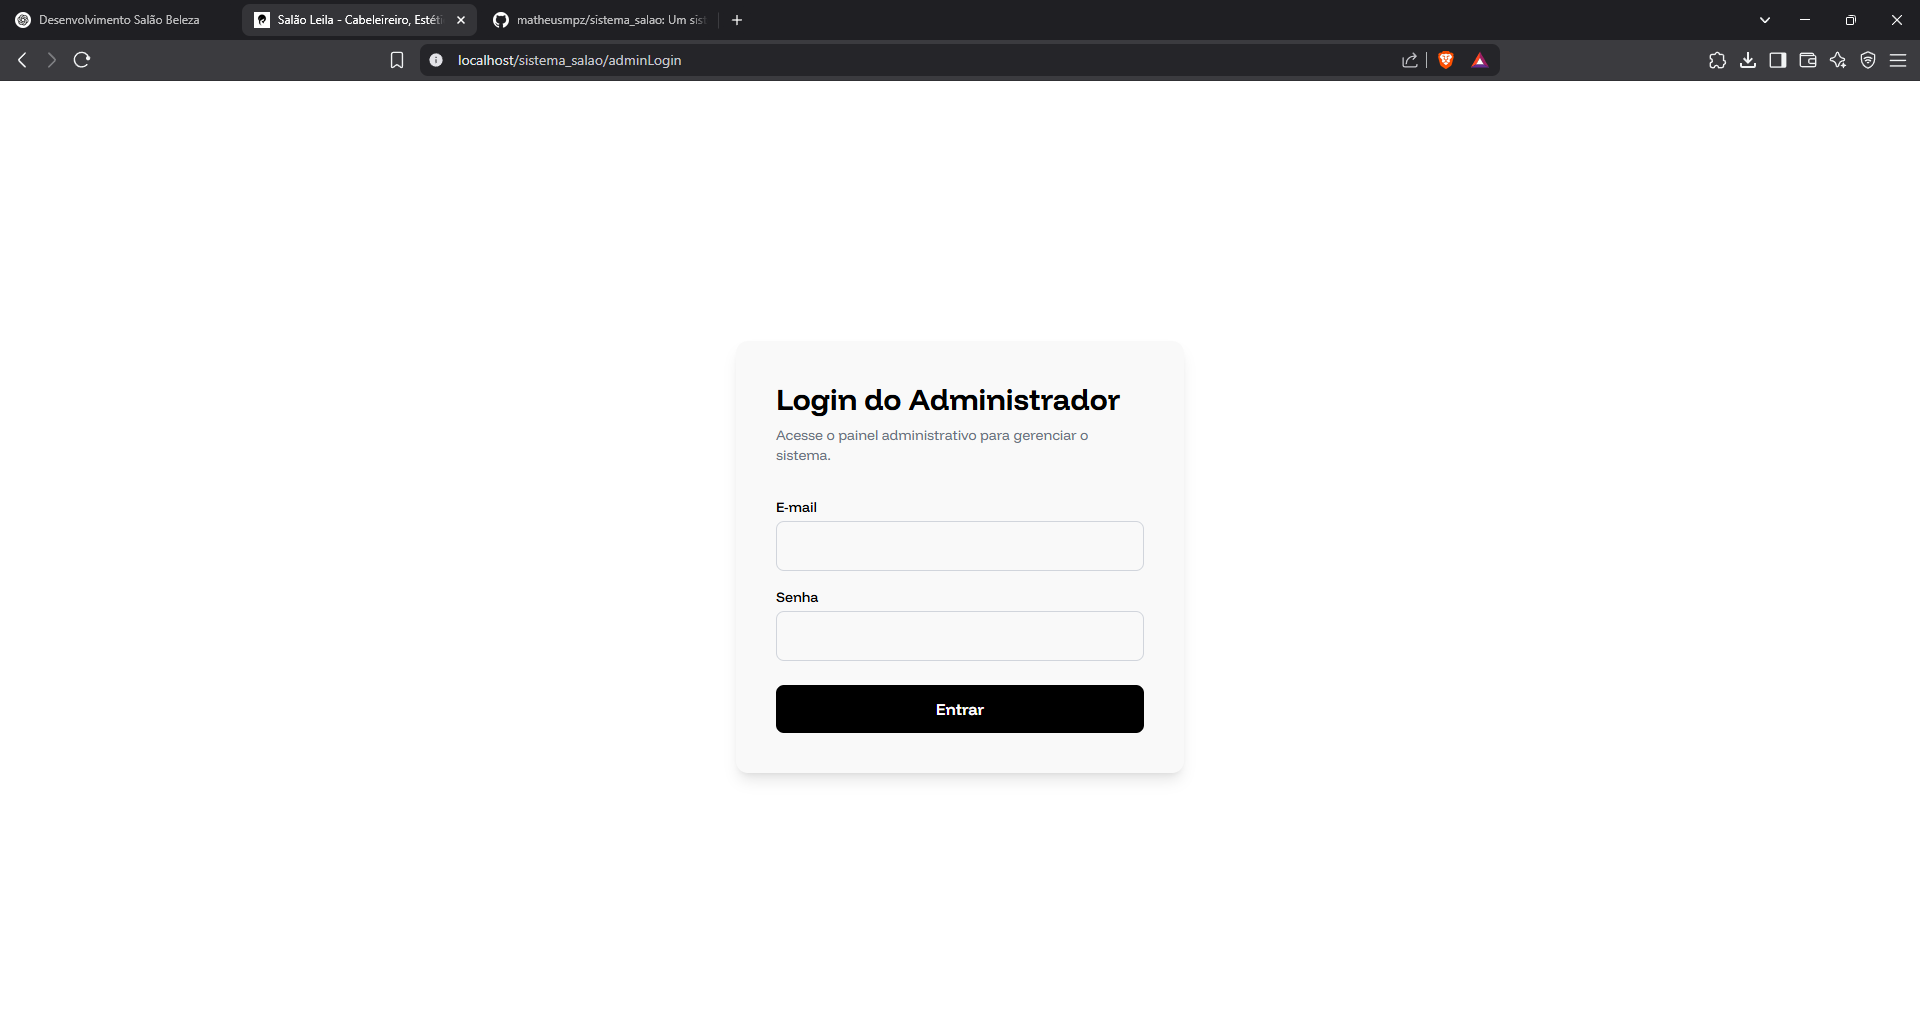 Desenvolvimento Salão Beleza
Salão Leila - Cabeleireiro, Estéti
matheusmpz/sistema_salao: Um sist
localhost/sistema_salao/adminLogin
Login do Administrador
Acesse o painel administrativo para gerenciar o
sistema.
E-mail
Senha
Entrar